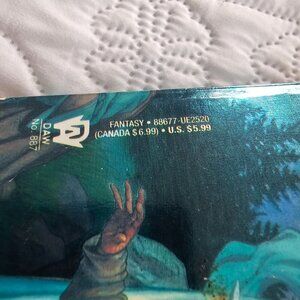 DAW
No. 887
FANTASY • 88677-UE2520
(CANADA $6.99) • U.S. $5.99